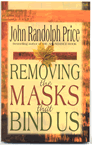 John Randolph Price
REMOVING
the
MASKS
that
BIND US